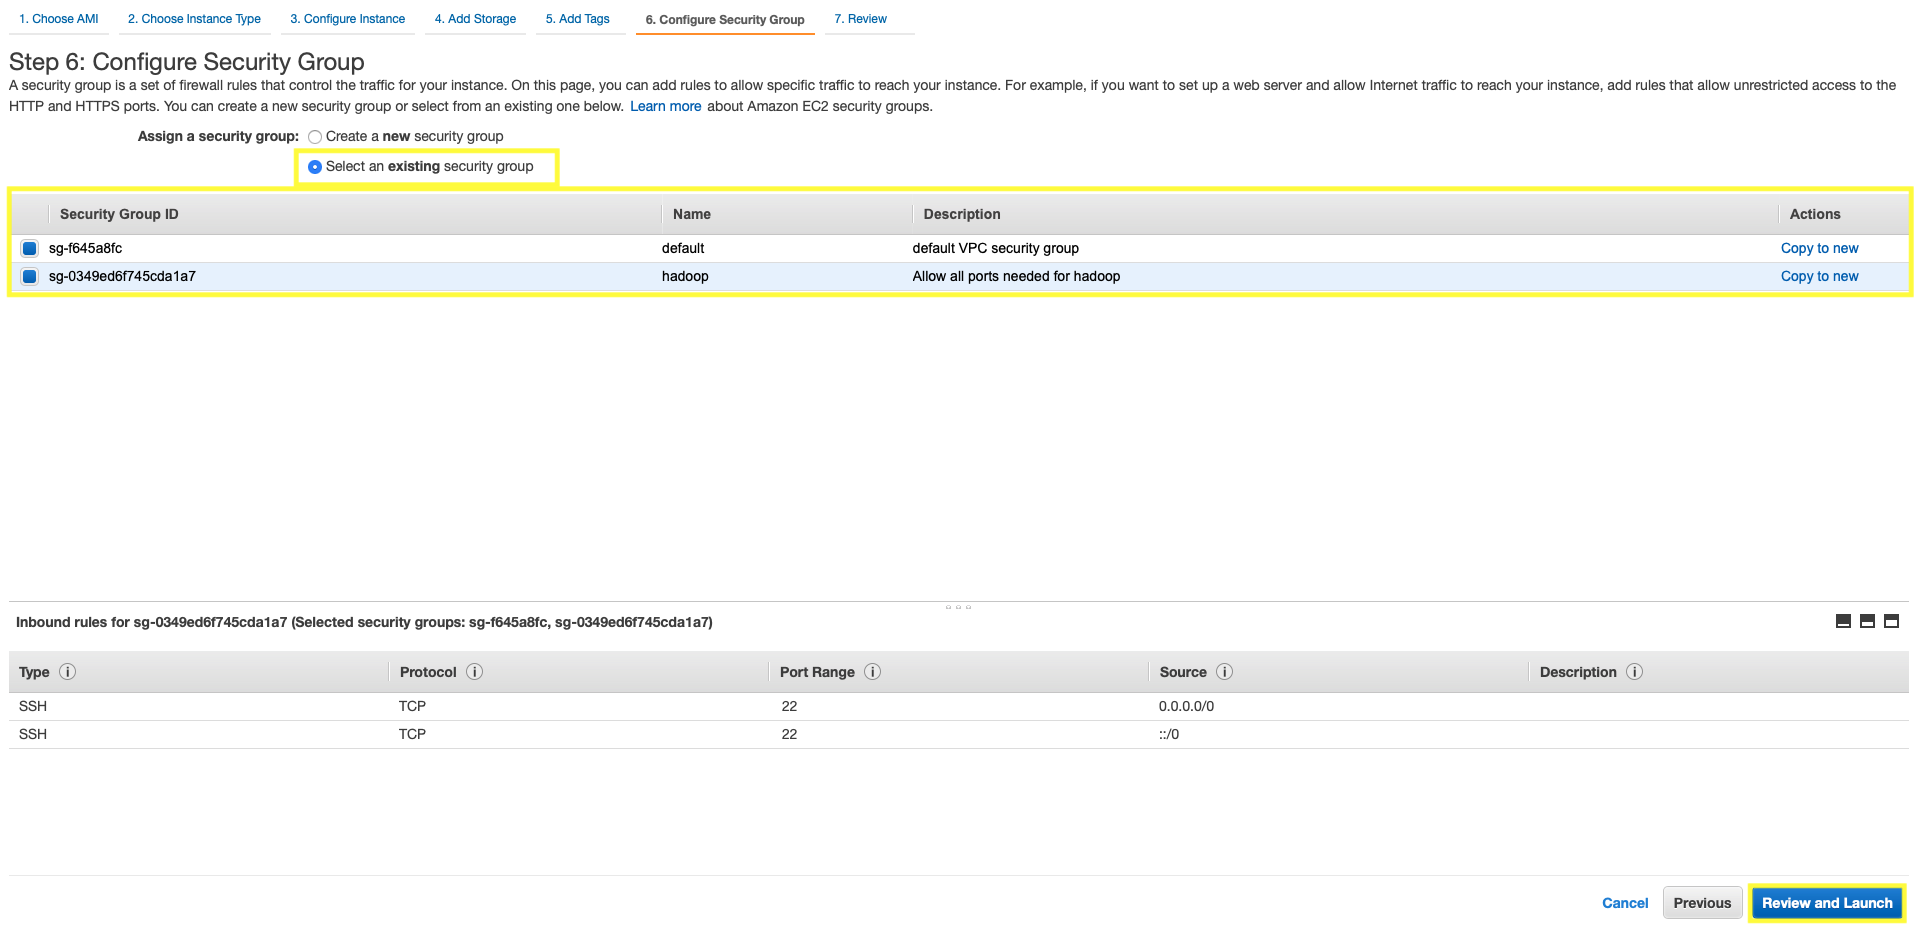 1. Choose AMI 2. Choose Instance Type 3. Configure Instance 4. Add Storage 5. Add Tags 6. Configure Security Group 7. Review
Step 6: Configure Security Group
A security group is a set of firewall rules that control the traffic for your instance. On this page, you can add rules to allow specific traffic to reach your instance. For example, if you want to set up a web server and allow Internet traffic to reach your instance, add rules that allow unrestricted access to the
HTTP and HTTPS ports. You can create a new security group or select from an existing one below. Learn more about Amazon EC2 security groups.
Assign a security group: Create a new security group
Select an existing security group
Security Group ID Name Description Actions
sg-f645a8fc default default VPC security group Copy to new
sg-0349ed6f745cda1a7 hadoop Allow all ports needed for hadoop Copy to new
Inbound rules for sg-0349ed6f745cda1a7 (Selected security groups: sg-f645a8fc, sg-0349ed6f745cda1a7)
Type i Protocol i Port Range i Source i Description i
SSH TCP 22 0.0.0.0/0
SSH TCP 22 ::/0
Cancel Previous Review and Launch